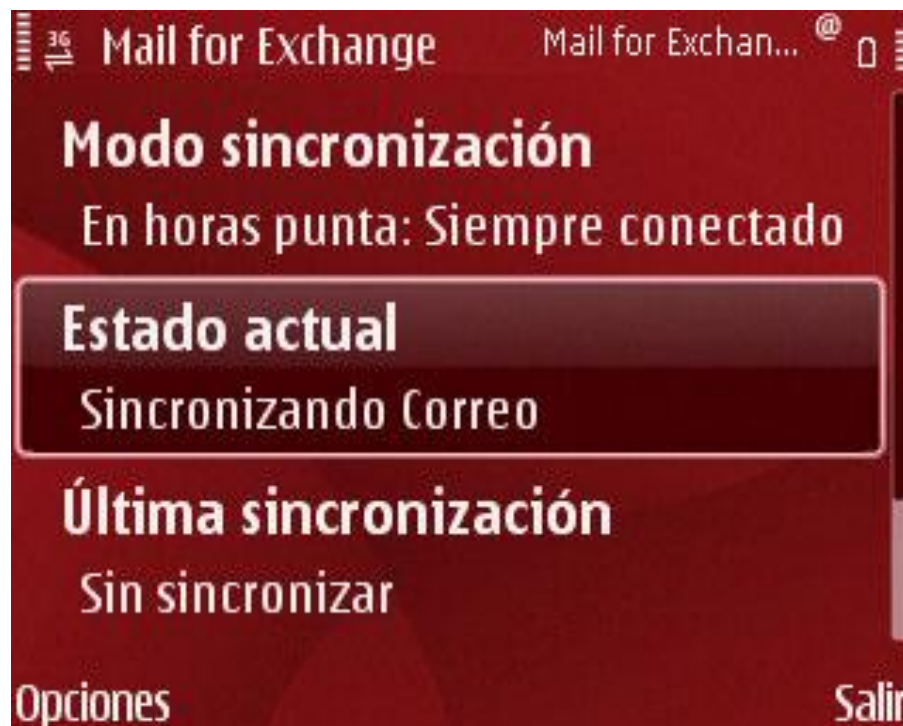 3G Mail for Exchange Mail for Exchan... @
Modo sincronización
En horas punta: Siempre conectado
Estado actual
Sincronizando Correo
Última sincronización
Sin sincronizar
Opciones Salir